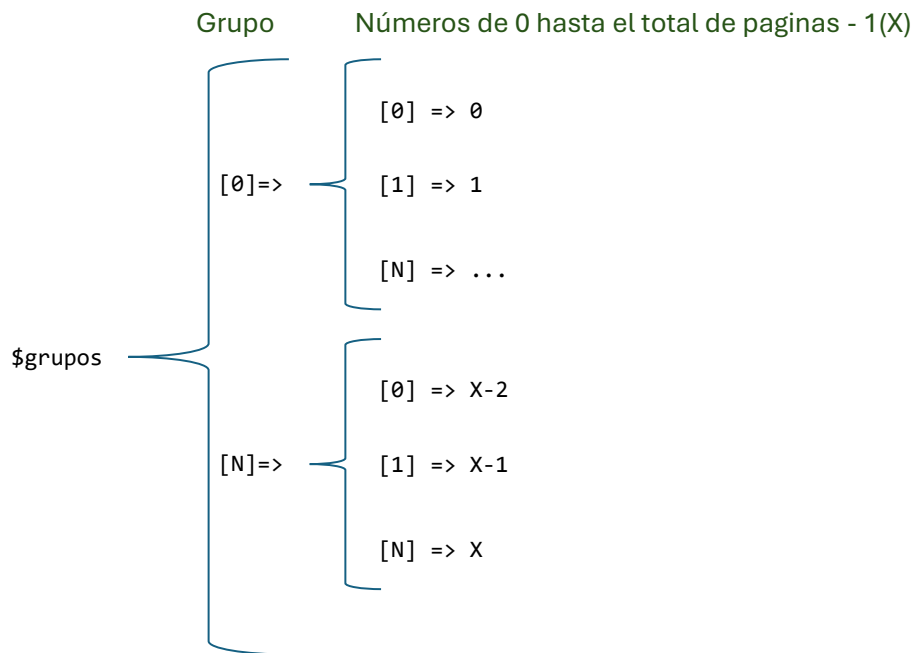 Grupo Números de 0 hasta el total de paginas - 1(X)
[0] => 0
[0]=> [1] => 1
[N] => ...
$grupos
[0] => X-2
[N]=> [1] => X-1
[N] => X